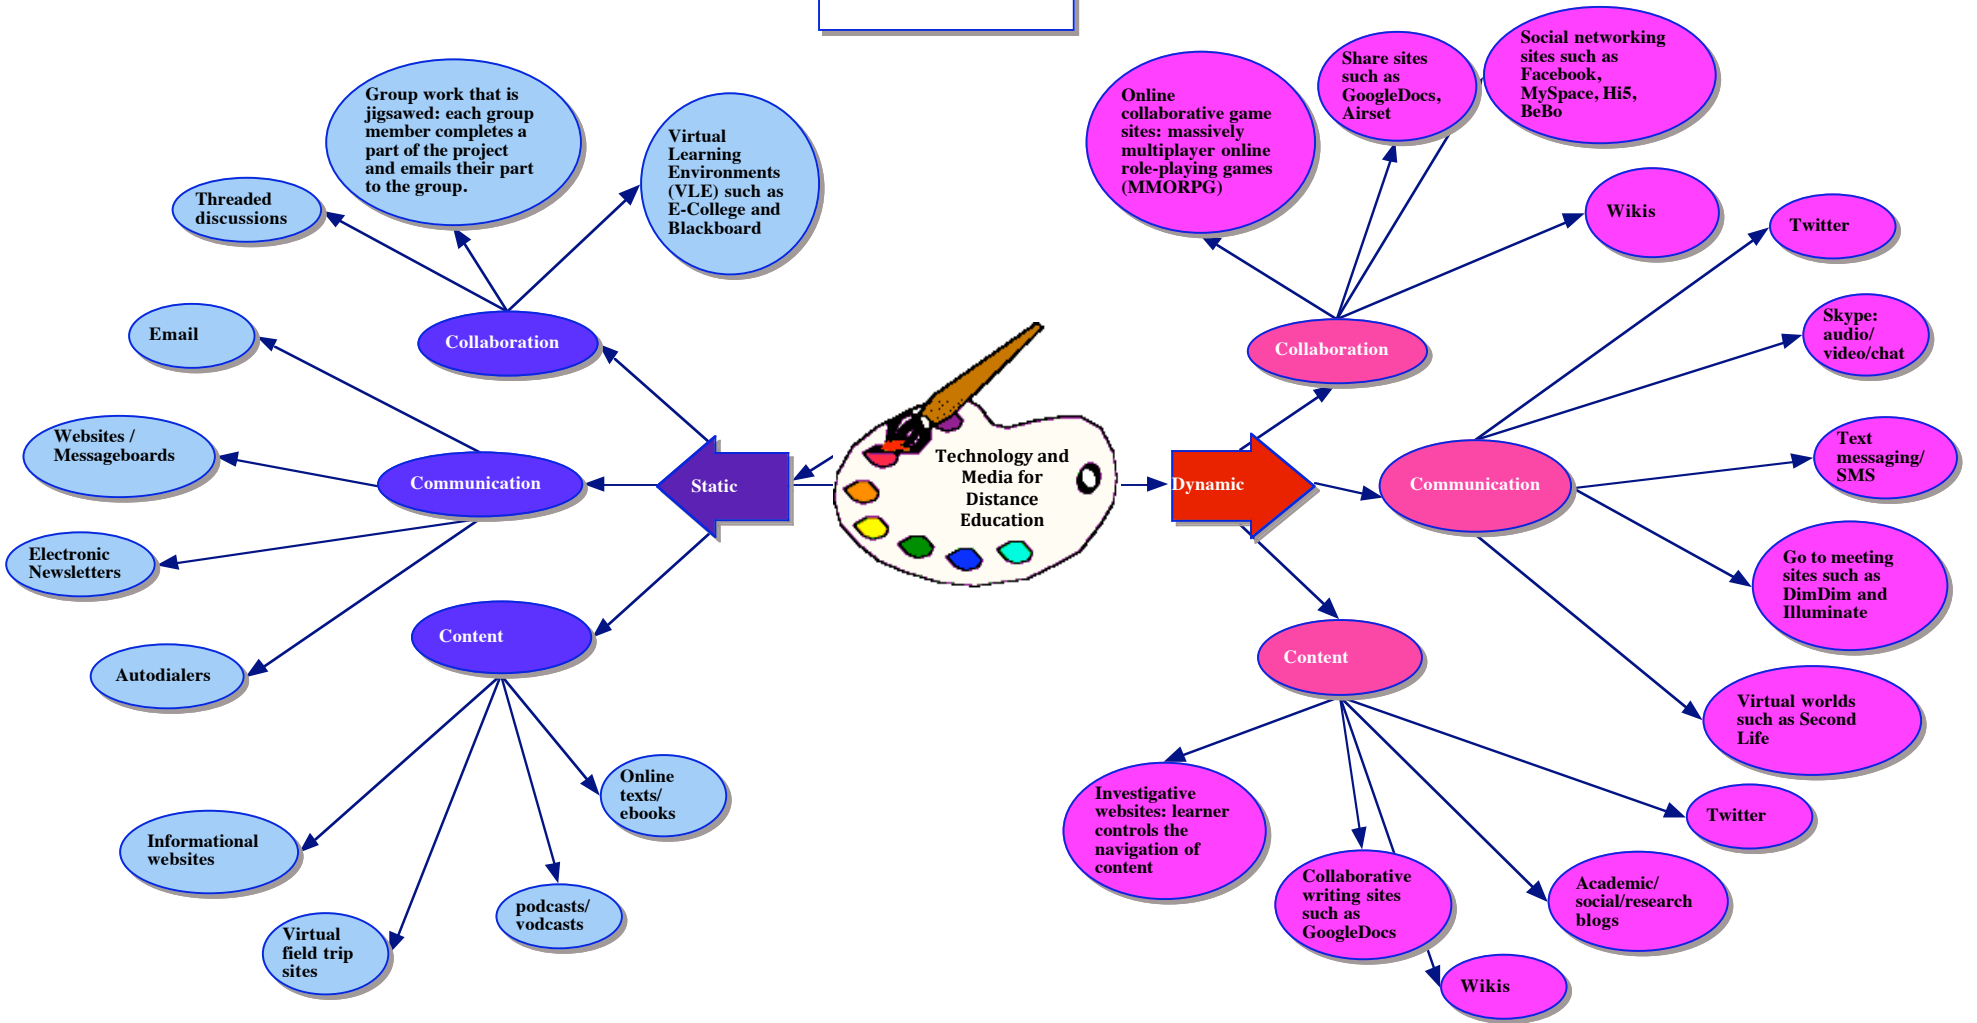 Group work that is
jigsawed: each group
member completes a
part of the project
and emails their part
to the group.
Virtual
Learning
Environments
(VLE) such as
E-College and
Blackboard
Threaded
discussions
Collaboration
Email
Websites /
Messageboards
Communication
Static
Electronic
Newsletters
Autodialers
Content
Online
texts/
ebooks
Informational
websites
podcasts/
vodcasts
Virtual
field trip
sites
Technology and
Media for
Distance
Education
Dynamic
Online
collaborative game
sites: massively
multiplayer online
role-playing games
(MMORPG)
Share sites
such as
GoogleDocs,
Airset
Social networking
sites such as
Facebook,
MySpace, Hi5,
BeBo
Wikis
Collaboration
Twitter
Skype:
audio/
video/chat
Text
messaging/
SMS
Communication
Go to meeting
sites such as
DimDim and
Illuminate
Virtual worlds
such as Second
Life
Content
Investigative
websites: learner
controls the
navigation of
content
Collaborative
writing sites
such as
GoogleDocs
Wikis
Academic/
social/research
blogs
Twitter